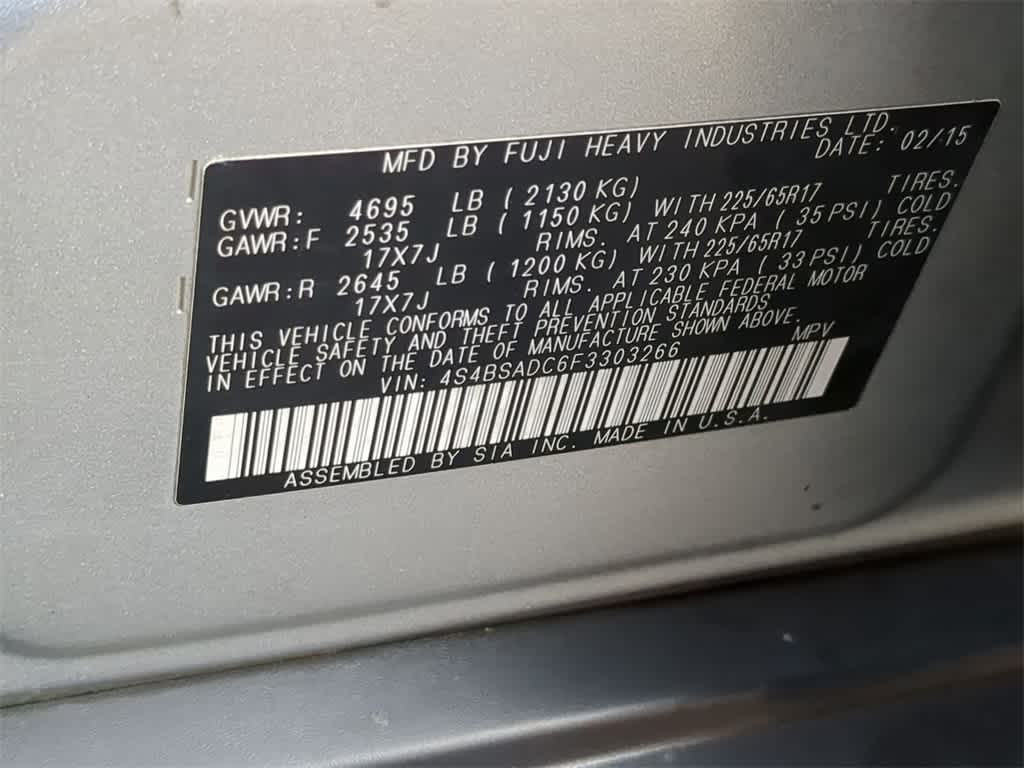 MFD BY FUJI HEAVY INDUSTRIES LTD.
DATE: 02/15
GVWR: 4695 LB ( 2130 KG)
GAWR:F 2535 LB ( 1150 KG) WITH 225/65R17 TIRES.
17X7J RIMS. AT 240 KPA ( 35 PSI) COLD
GAWR:R 2645 LB ( 1200 KG) WITH 225/65R17 TIRES.
17X7J RIMS. AT 230 KPA ( 33 PSI) COLD
THIS VEHICLE CONFORMS TO ALL APPLICABLE FEDERAL MOTOR
VEHICLE SAFETY AND THEFT PREVENTION STANDARDS
IN EFFECT ON THE DATE OF MANUFACTURE SHOWN ABOVE.
VIN: 4S4BSADC6F3303266 MPV
ASSEMBLED BY SIA INC. MADE IN U.S.A.